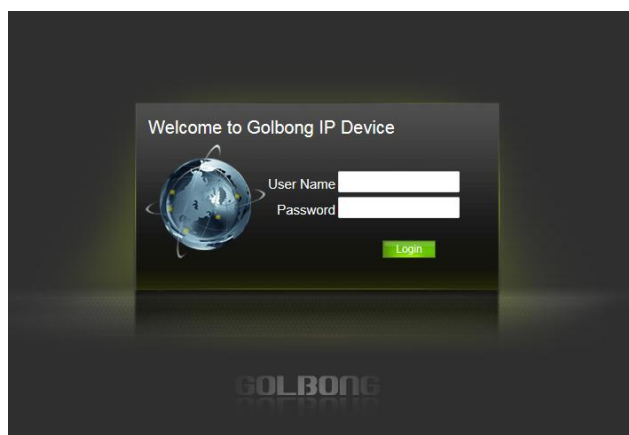 Welcome to Golbong IP Device
User Name
Password
Login
GOLBONG